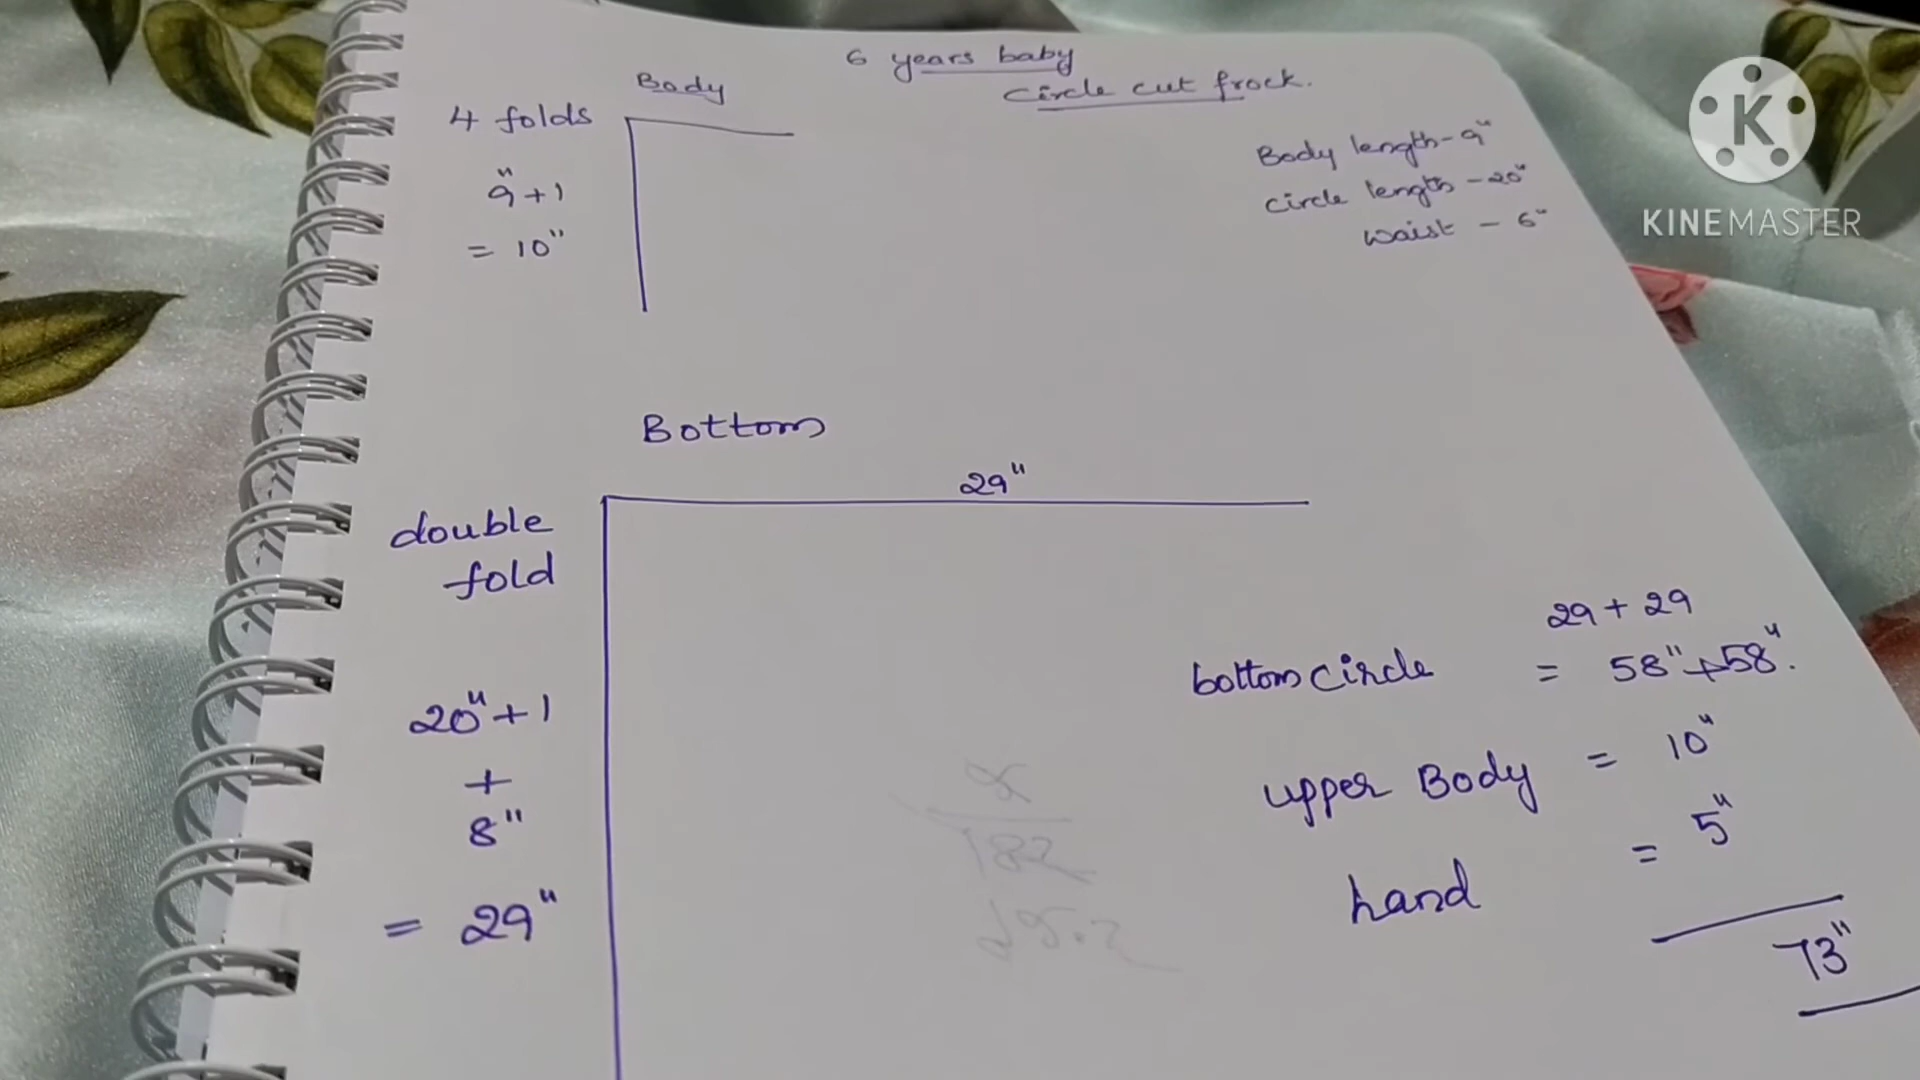 6 years baby
Circle cut frock.
Body
4 folds
9"+1
= 10"
Body length-9"
circle length -20"
waist - 6"
K
KINEMASTER
Bottom
29"
double
fold
20"+1
+
8"
= 29"
29+29
bottom circle = 58"+58".
upper Body = 10"
hand = 5"
73"
182